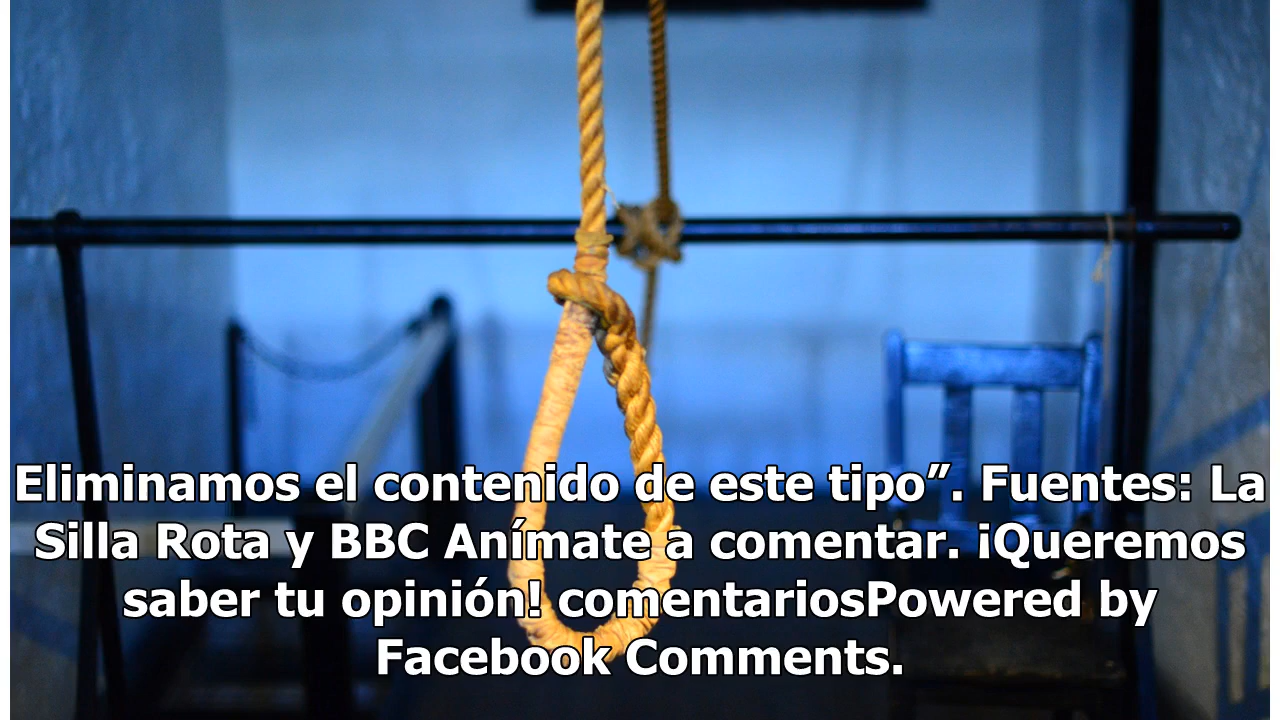 Eliminamos el contenido de este tipo”. Fuentes: La
Silla Rota y BBC Anímate a comentar. ¡Queremos
saber tu opinión! comentariosPowered by
Facebook Comments.